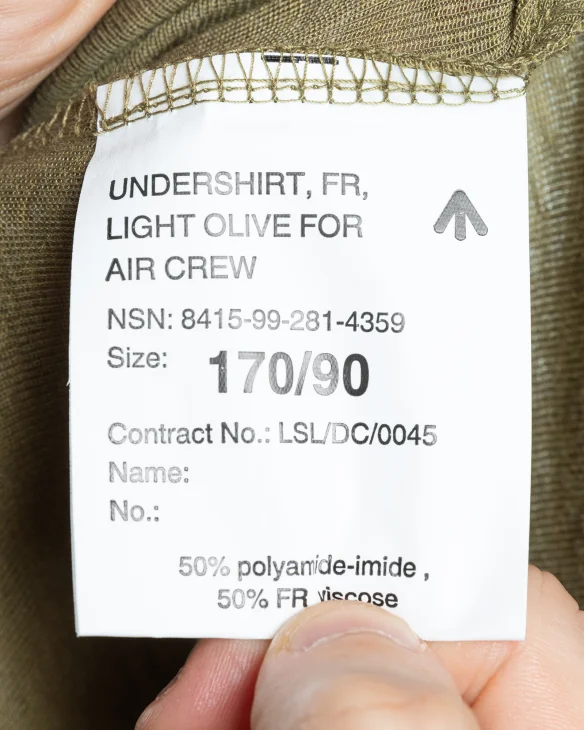 UNDERSHIRT, FR,
LIGHT OLIVE FOR
AIR CREW
NSN: 8415-99-281-4359
Size: 170/90
Contract No.: LSL/DC/0045
Name:
No.:
50% polyamide-imide ,
50% FR viscose